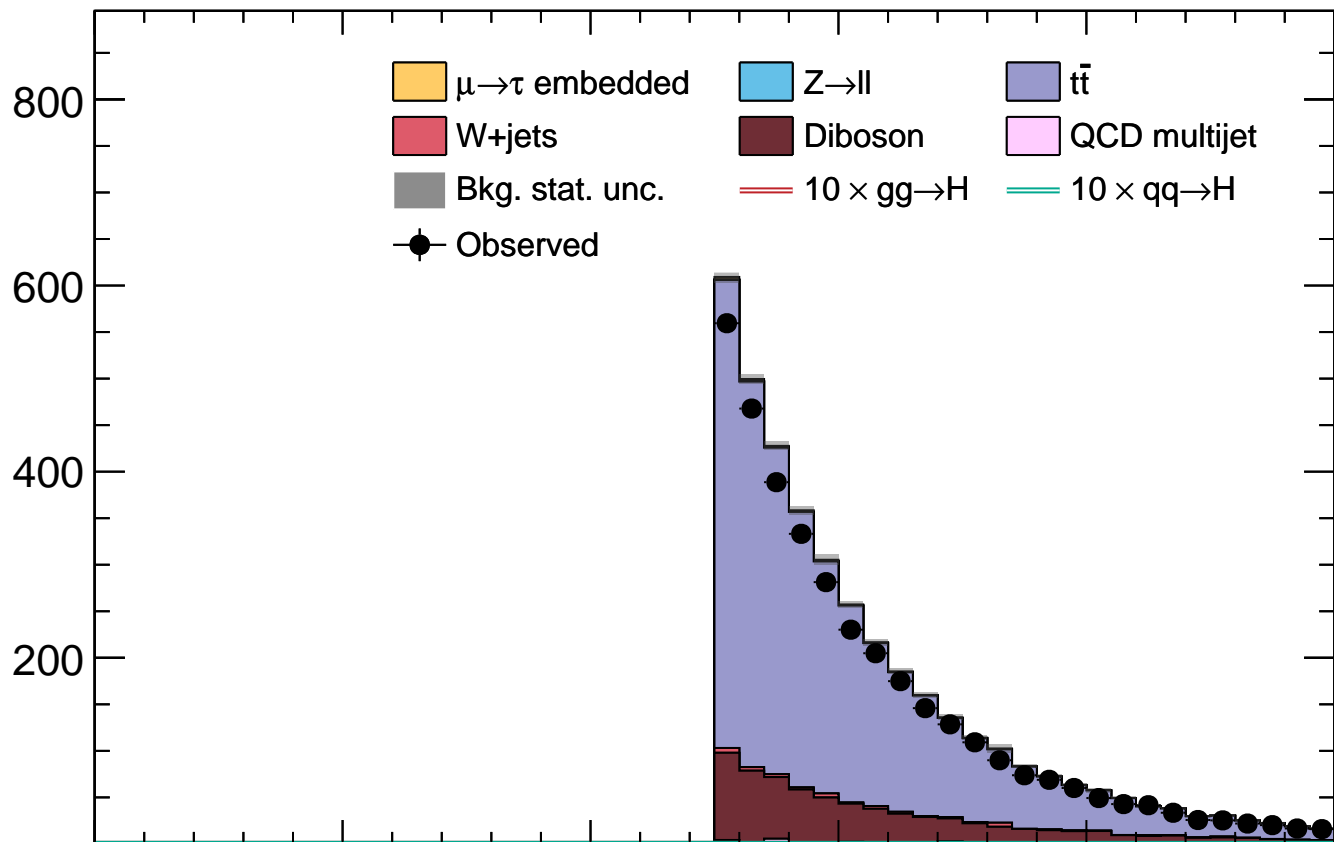 800
600
400
200
μ→τ embedded
Z→ll
tt̄
W+jets
Diboson
QCD multijet
Bkg. stat. unc.
10 × gg→H
10 × qq→H
Observed